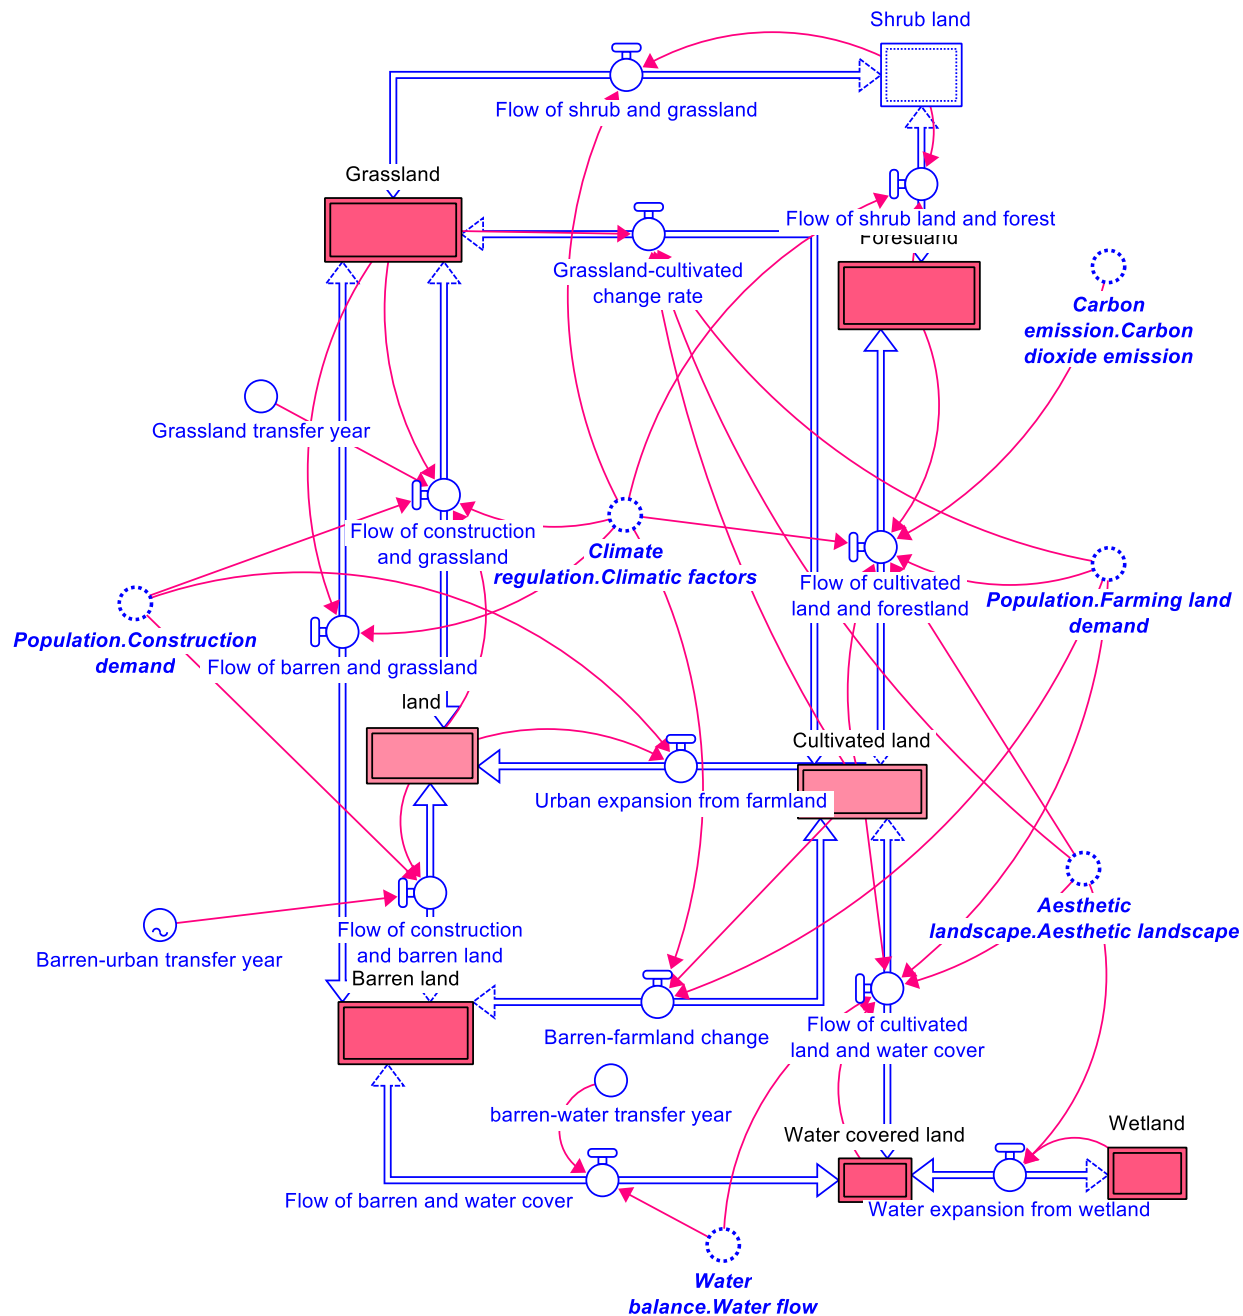 Shrub land
Flow of shrub and grassland
Grassland
Flow of shrub land and forest
Forestland
Grassland-cultivated
change rate
Carbon
emission.Carbon
dioxide emission
Grassland transfer year
Flow of construction
and grassland
Climate
regulation.Climatic factors
Flow of cultivated
land and forestland
Population.Farming land
demand
Population.Construction
demand
Flow of barren and grassland
land
Cultivated land
Urban expansion from farmland
Aesthetic
landscape.Aesthetic landscape
Flow of construction
and barren land
Barren-urban transfer year
Barren land
Barren-farmland change
Flow of cultivated
land and water cover
barren-water transfer year
Water covered land
Wetland
Flow of barren and water cover
Water expansion from wetland
Water
balance.Water flow